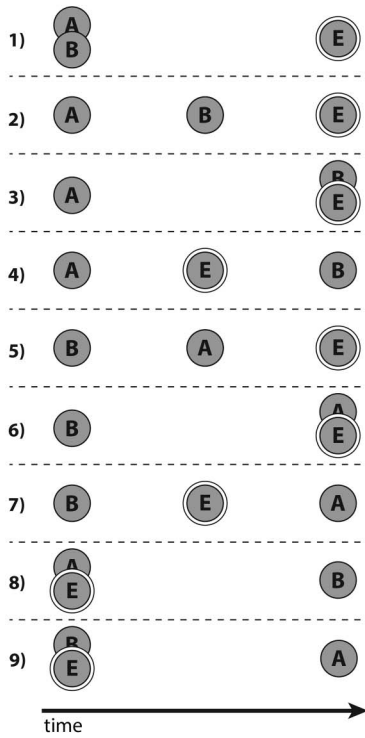 1) A B E
2) A B E
3) A B E
4) A E B
5) B A E
6) B A E
7) B E A
8) A E B
9) B E A
time